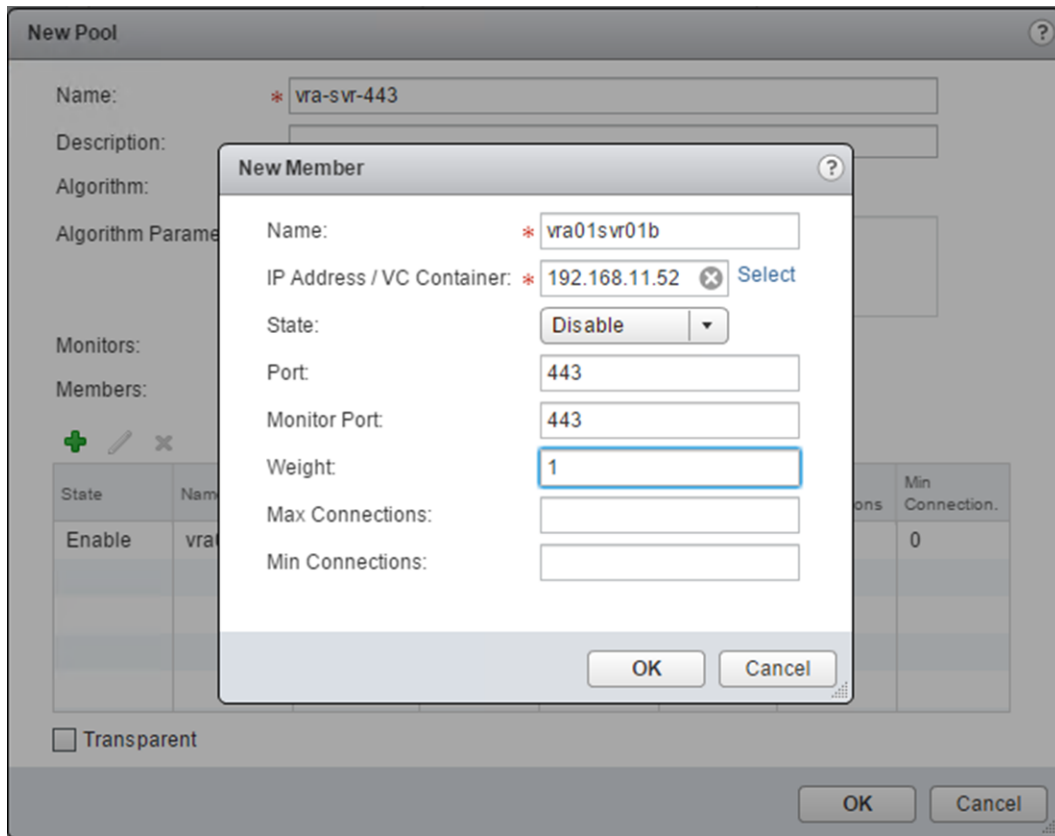 New Pool
?
Name: * vra-svr-443
Description:
Algorithm:
New Member
?
Name: * vra01svr01b
IP Address / VC Container: * 192.168.11.52 Select
State: Disable
Port: 443
Monitor Port: 443
Weight: 1
Max Connections:
Min Connections:
OK Cancel
Monitors:
Members:
State
Min
Connection.
Enable 0
Transparent
OK Cancel